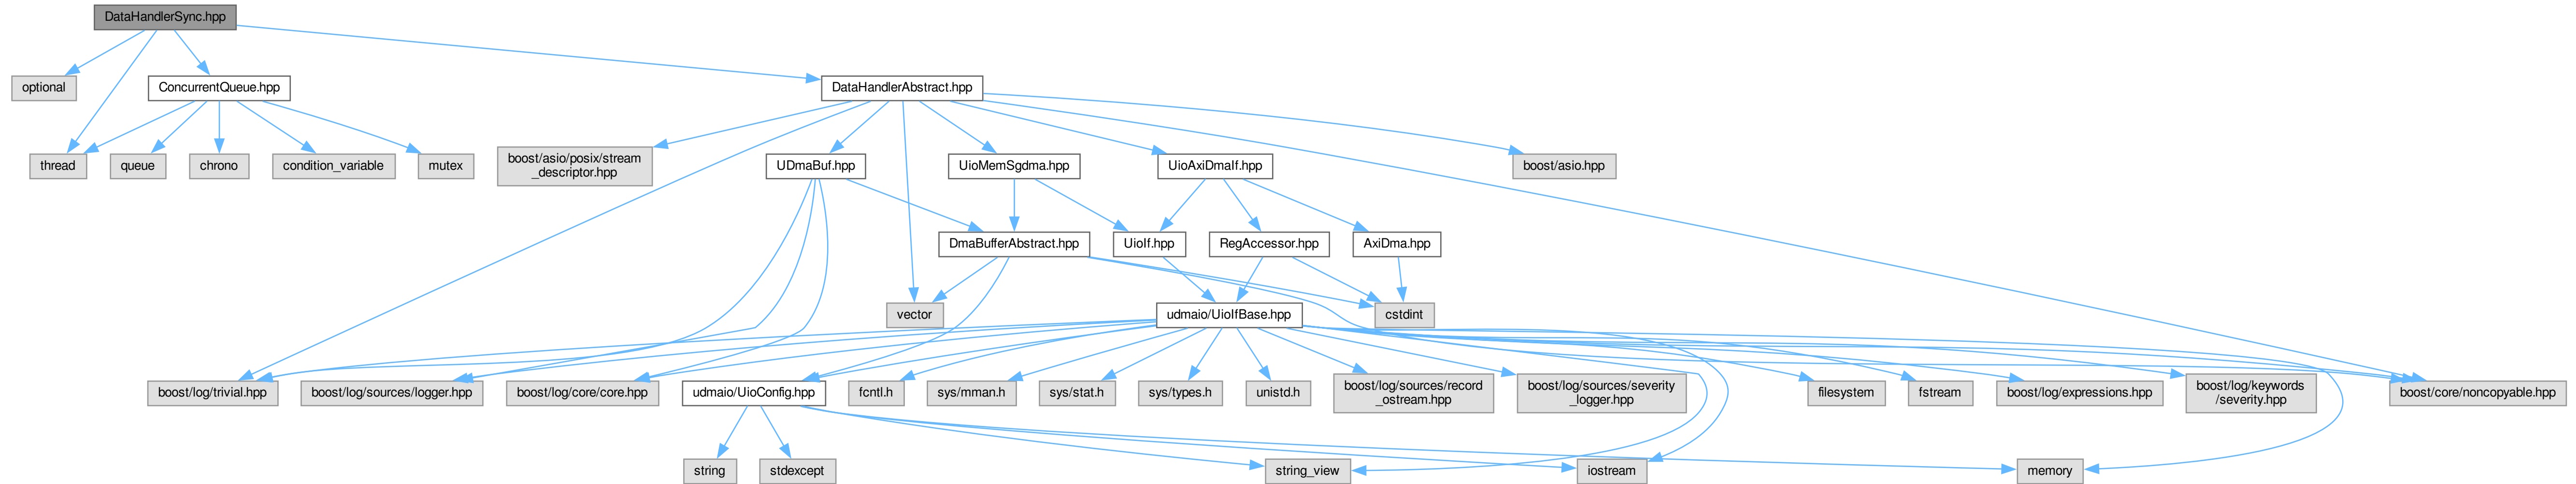 DataHandlerSync.hpp
optional
ConcurrentQueue.hpp
DataHandlerAbstract.hpp
thread
queue
chrono
condition_variable
mutex
boost/asio/posix/stream
_descriptor.hpp
UDmaBuf.hpp
UioMemSgdma.hpp
UioAxiDmaIf.hpp
boost/asio.hpp
DmaBufferAbstract.hpp
UioIf.hpp
RegAccessor.hpp
AxiDma.hpp
vector
udmaio/UioIfBase.hpp
cstdint
boost/log/trivial.hpp
boost/log/sources/logger.hpp
boost/log/core/core.hpp
udmaio/UioConfig.hpp
fcntl.h
sys/mman.h
sys/stat.h
sys/types.h
unistd.h
boost/log/sources/record
_ostream.hpp
boost/log/sources/severity
_logger.hpp
filesystem
fstream
boost/log/expressions.hpp
boost/log/keywords
/severity.hpp
boost/core/noncopyable.hpp
string
stdexcept
string_view
iostream
memory